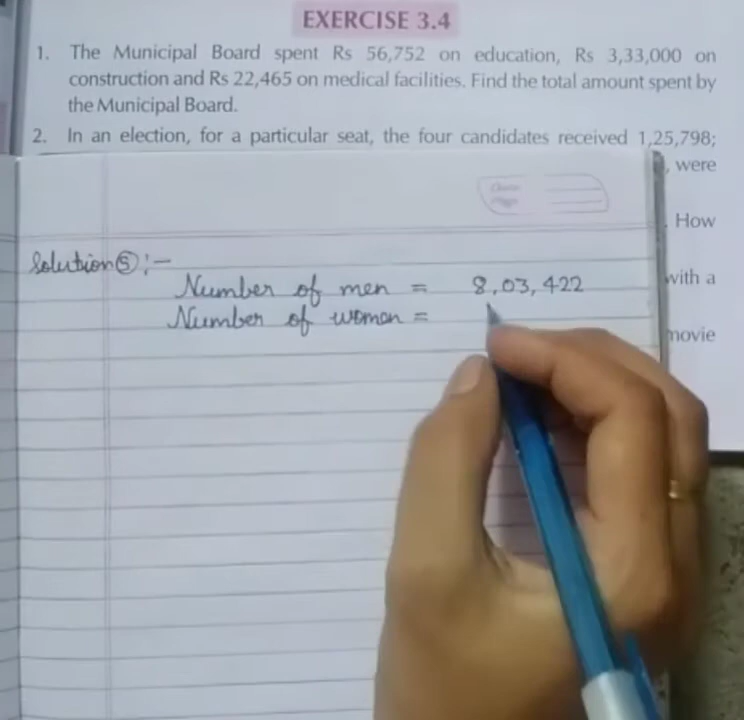 EXERCISE 3.4
1. The Municipal Board spent Rs 56,752 on education, Rs 3,33,000 on
construction and Rs 22,465 on medical facilities. Find the total amount spent by
the Municipal Board.
2. In an election, for a particular seat, the four candidates received 1,25,798;
, were
. How
with a
movie
Solution ⑤:-
Number of men = 8,03,422
Number of women =